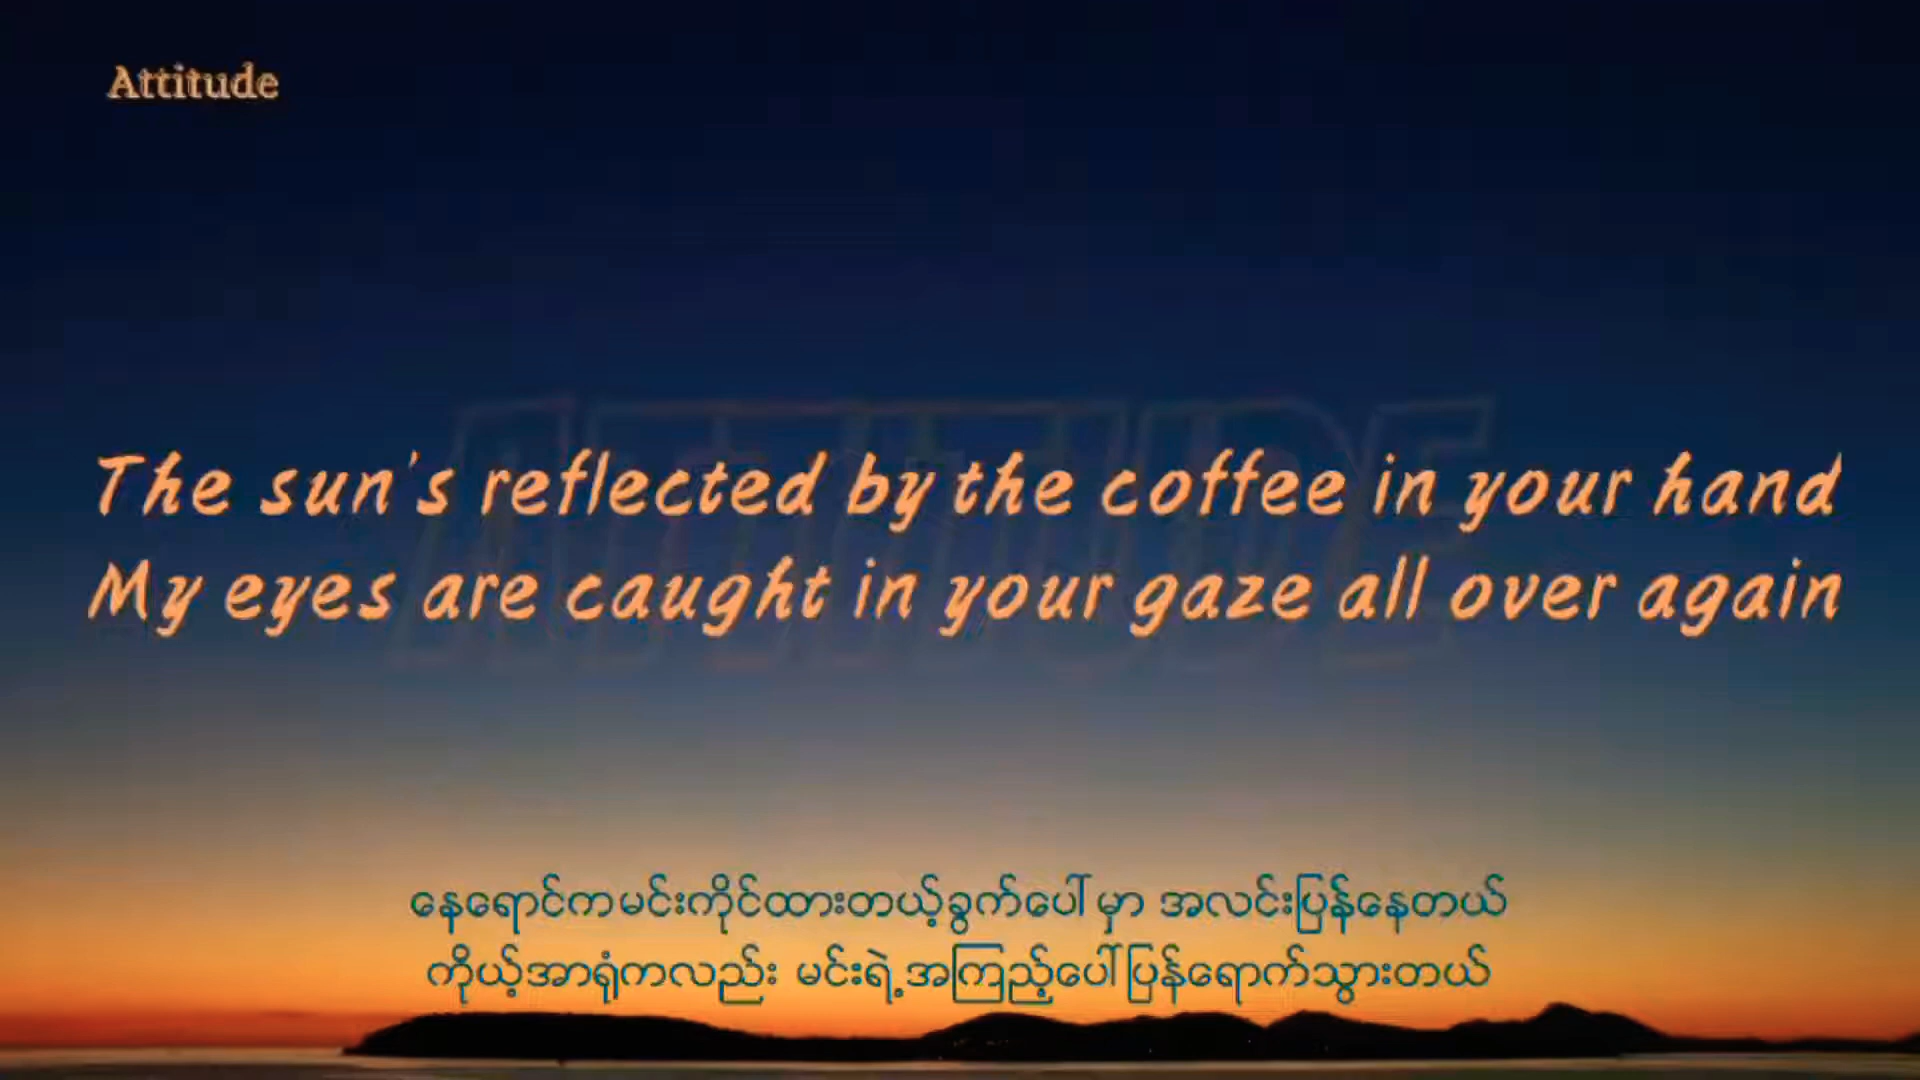 Attitude
ATTITUDE
The sun's reflected by the coffee in your hand
My eyes are caught in your gaze all over again
နေရောင်ကမင်းကိုင်ထားတယ့်ခွက်ပေါ်မှာ အလင်းပြန်နေတယ်
ကိုယ့်အာရုံကလည်း မင်းရဲ့အကြည့်ပေါ်ပြန်ရောက်သွားတယ်